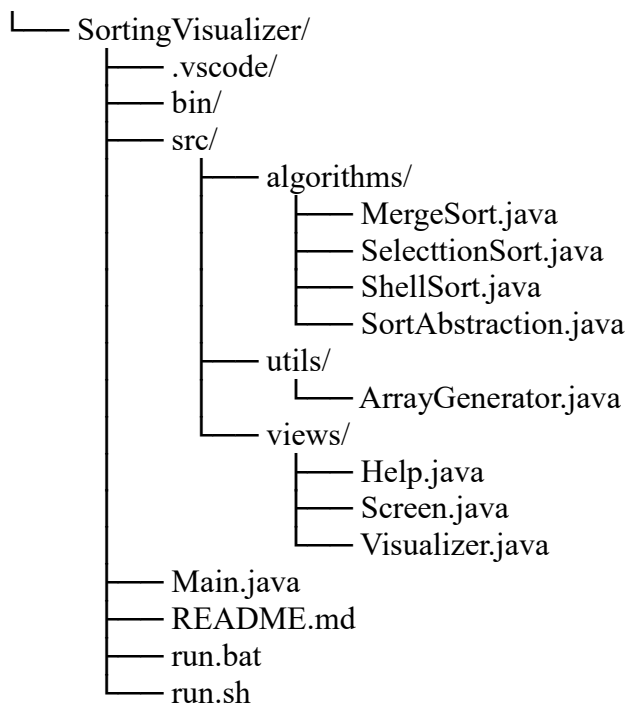 SortingVisualizer/
.vscode/
bin/
src/
algorithms/
MergeSort.java
SelecttionSort.java
ShellSort.java
SortAbstraction.java
utils/
ArrayGenerator.java
views/
Help.java
Screen.java
Visualizer.java
Main.java
README.md
run.bat
run.sh